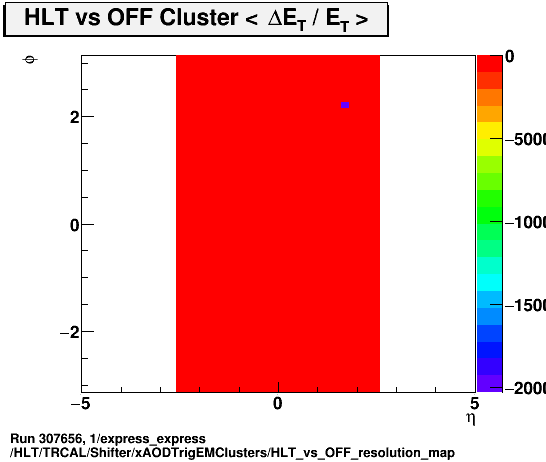 HLT vs OFF Cluster < ΔE_T / E_T >
φ
0
−5000
−1000
−1500
−2000
2
0
−2
−5
0
5
η
Run 307656, 1/express_express
/HLT/TRCAL/Shifter/xAODTrigEMClusters/HLT_vs_OFF_resolution_map